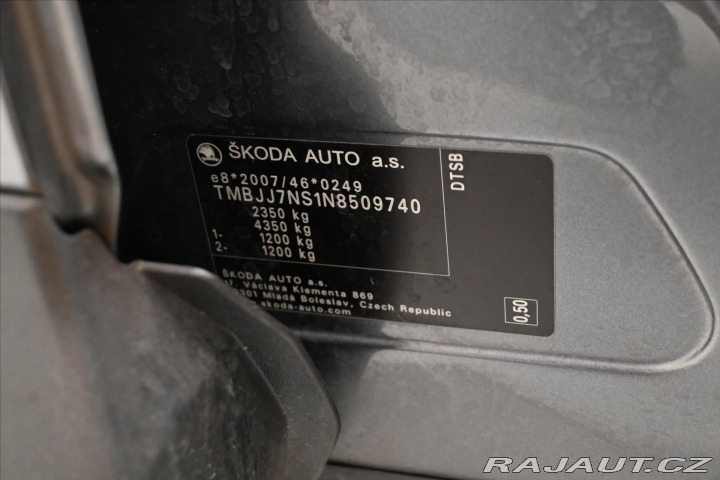 ŠKODA AUTO a.s.
e8*2007/46*0249
TMBJJ7NS1N8509740
2350 kg
4350 kg
1- 1200 kg
2- 1200 kg
DTSB
ŠKODA AUTO a.s.
Václava Klementa 869
Mladá Boleslav, Czech Republic
skoda-auto.com
0,50
RAJAUT.CZ